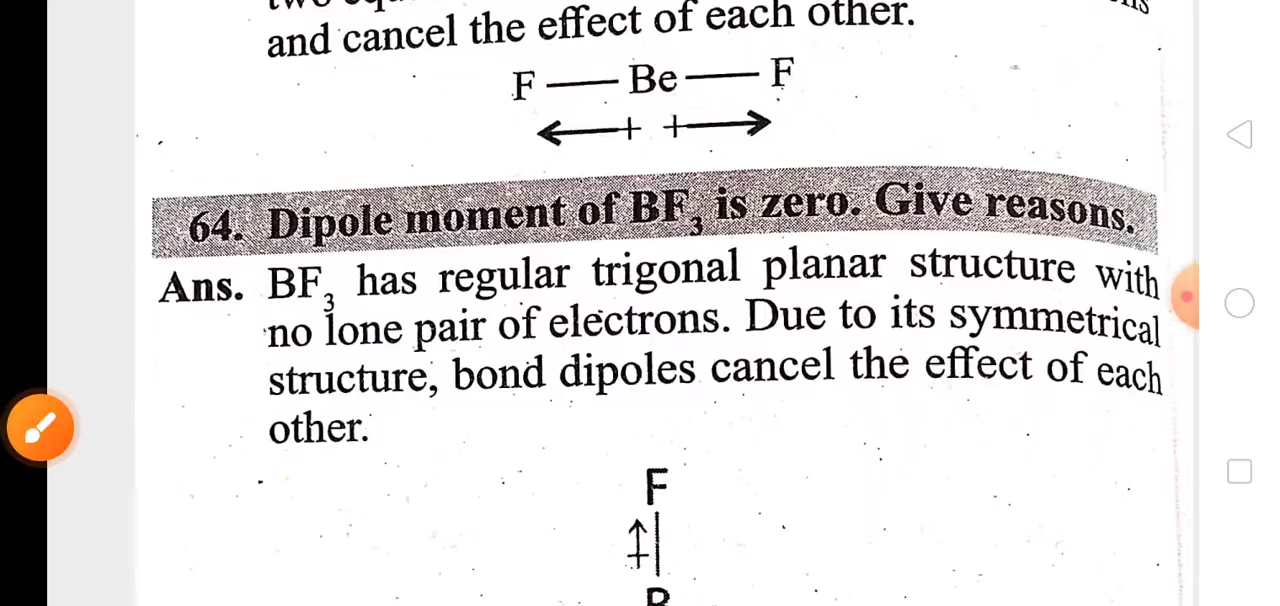 and cancel the effect of each other.
F — Be — F
64. Dipole moment of BF₃ is zero. Give reasons.
Ans. BF₃ has regular trigonal planar structure with
no lone pair of electrons. Due to its symmetrical
structure, bond dipoles cancel the effect of each
other.
F
B